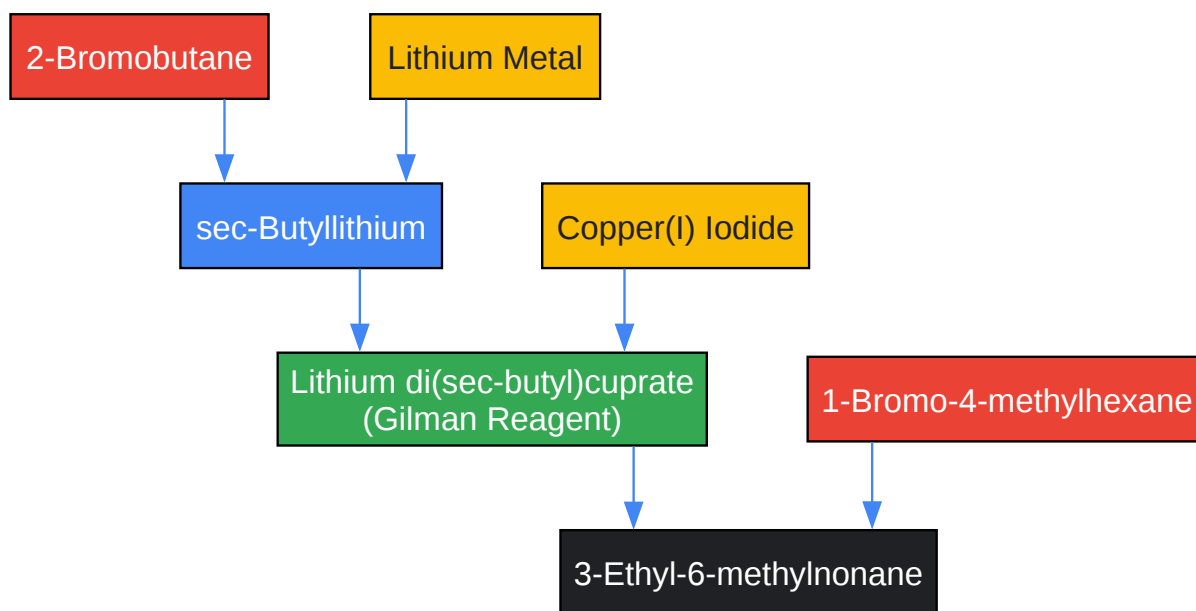 2-Bromobutane
Lithium Metal
sec-Butyllithium
Copper(I) Iodide
Lithium di(sec-butyl)cuprate
(Gilman Reagent)
1-Bromo-4-methylhexane
3-Ethyl-6-methylnonane